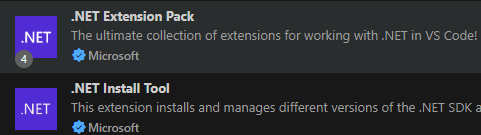 .NET Extension Pack
.NET
The ultimate collection of extensions for working with .NET in VS Code!
4
Microsoft
.NET Install Tool
.NET
This extension installs and manages different versions of the .NET SDK a
Microsoft